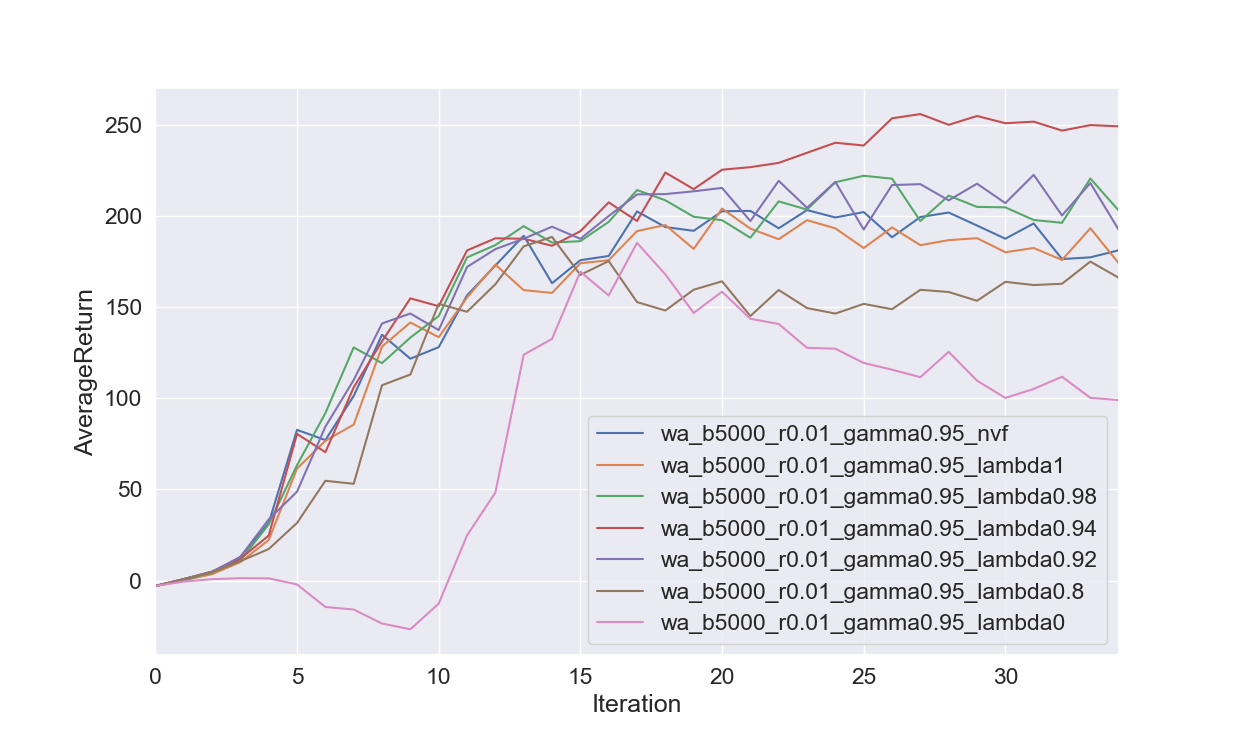 250
200
150
100
50
0
AverageReturn
wa_b5000_r0.01_gamma0.95_nvf
wa_b5000_r0.01_gamma0.95_lambda1
wa_b5000_r0.01_gamma0.95_lambda0.98
wa_b5000_r0.01_gamma0.95_lambda0.94
wa_b5000_r0.01_gamma0.95_lambda0.92
wa_b5000_r0.01_gamma0.95_lambda0.8
wa_b5000_r0.01_gamma0.95_lambda0
0 5 10 15 20 25 30
Iteration